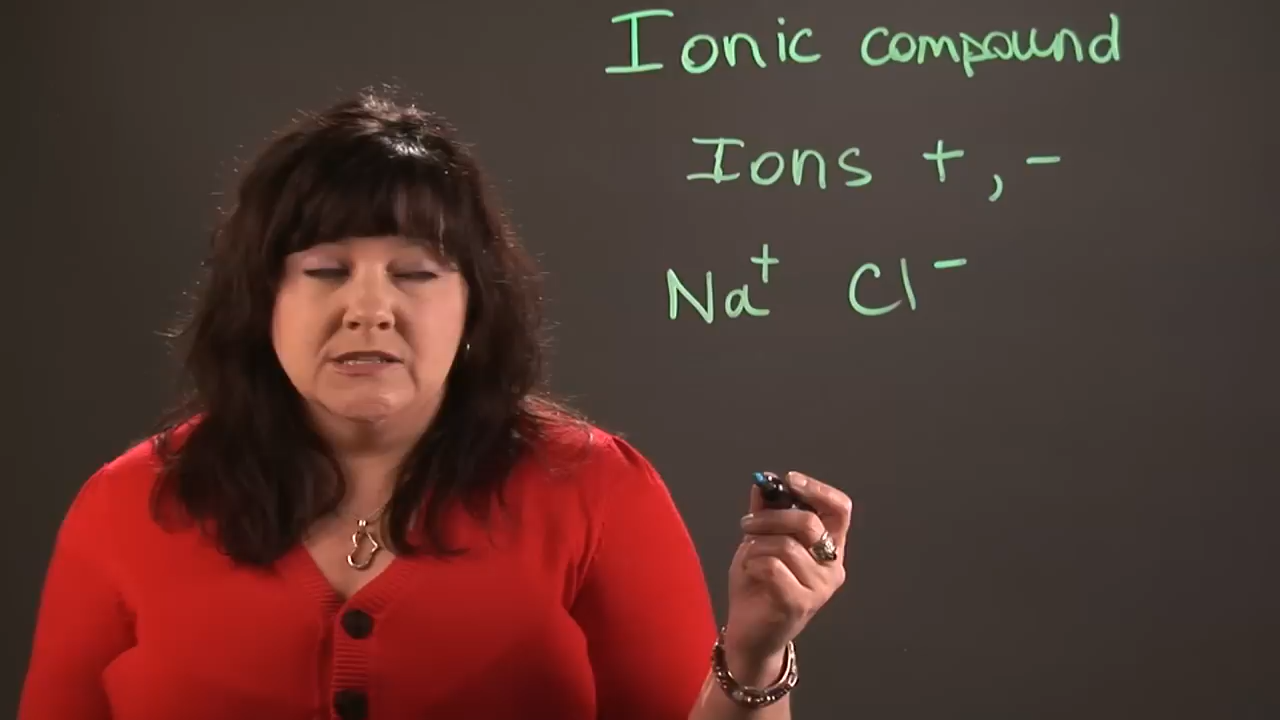 Ionic compound
Ions +, -
Na⁺ Cl⁻